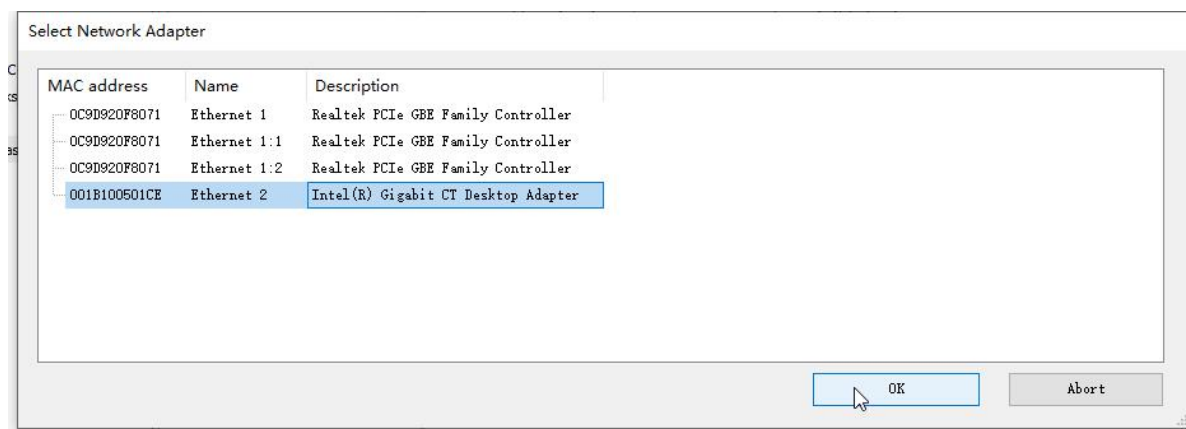 Select Network Adapter
MAC address Name Description
0C9D920F8071 Ethernet 1 Realtek PCIe GBE Family Controller
0C9D920F8071 Ethernet 1:1 Realtek PCIe GBE Family Controller
0C9D920F8071 Ethernet 1:2 Realtek PCIe GBE Family Controller
001B100501CE Ethernet 2 Intel(R) Gigabit CT Desktop Adapter
OK Abort